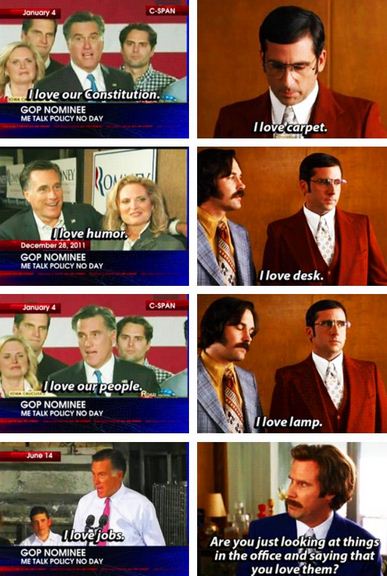 January 4
C-SPAN
I love our Constitution.
GOP NOMINEE
ME TALK POLICY NO DAY
I love carpet.
ROMNEY
I love humor.
December 28, 2011
GOP NOMINEE
ME TALK POLICY NO DAY
I love desk.
January 4
C-SPAN
I love our people.
GOP NOMINEE
ME TALK POLICY NO DAY
I love lamp.
June 14
I love jobs.
GOP NOMINEE
ME TALK POLICY NO DAY
Are you just looking at things
in the office and saying that
you love them?